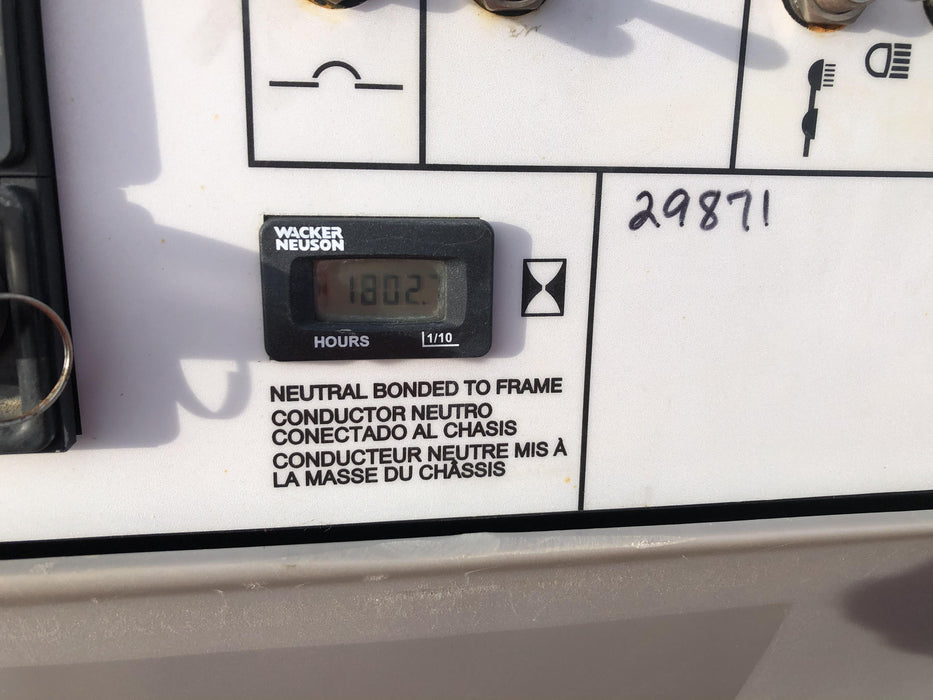 29871
WACKER
NEUSON
1802.
HOURS 1/10
NEUTRAL BONDED TO FRAME
CONDUCTOR NEUTRO
CONECTADO AL CHASIS
CONDUCTEUR NEUTRE MIS À
LA MASSE DU CHÂSSIS